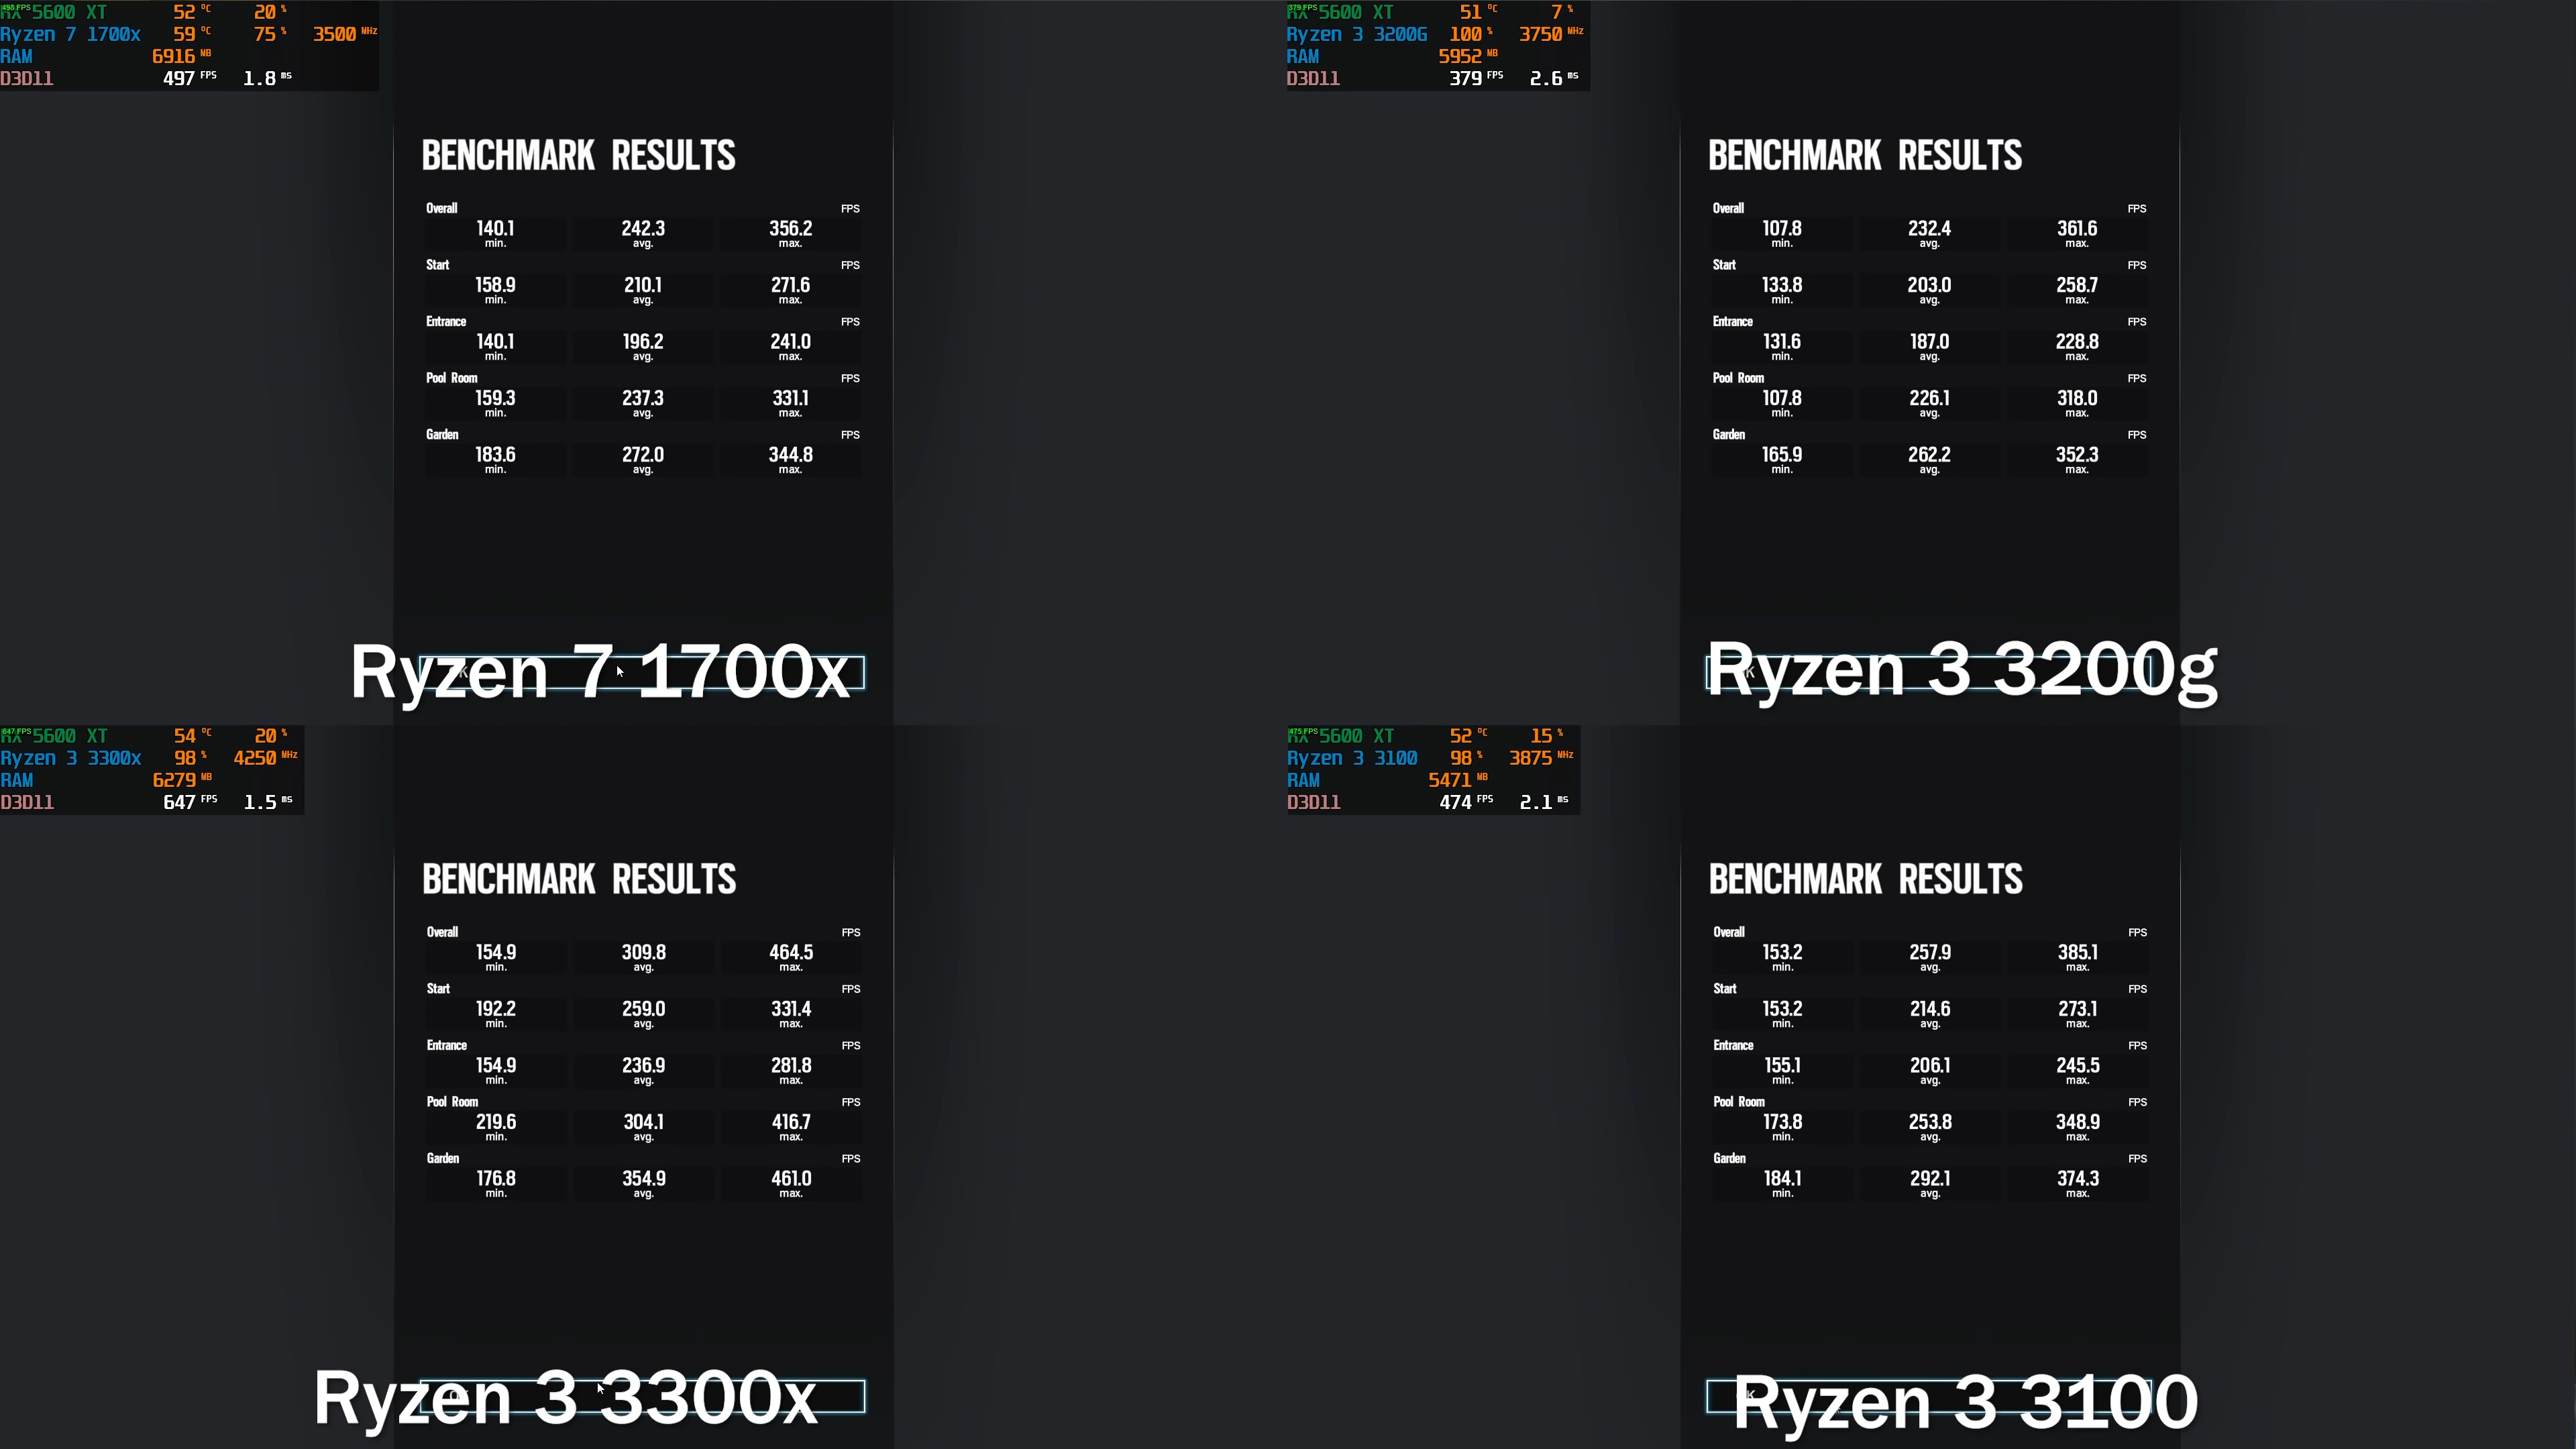 498 FPS
RX 5600 XT 52 °C 20 %
Ryzen 7 1700x 59 °C 75 % 3500 MHz
RAM 6916 MB
D3D11 497 FPS 1.8 ms
BENCHMARK RESULTS
Overall FPS
140.1 242.3 356.2
min. avg. max.
Start FPS
158.9 210.1 271.6
min. avg. max.
Entrance FPS
140.1 196.2 241.0
min. avg. max.
Pool Room FPS
159.3 237.3 331.1
min. avg. max.
Garden FPS
183.6 272.0 344.8
min. avg. max.
Ryzen 7 1700x
379 FPS
RX 5600 XT 51 °C 7 %
Ryzen 3 3200G 100 % 3750 MHz
RAM 5952 MB
D3D11 379 FPS 2.6 ms
BENCHMARK RESULTS
Overall FPS
107.8 232.4 361.6
min. avg. max.
Start FPS
133.8 203.0 258.7
min. avg. max.
Entrance FPS
131.6 187.0 228.8
min. avg. max.
Pool Room FPS
107.8 226.1 318.0
min. avg. max.
Garden FPS
165.9 262.2 352.3
min. avg. max.
Ryzen 3 3200g
647 FPS
RX 5600 XT 54 °C 20 %
Ryzen 3 3300x 98 % 4250 MHz
RAM 6279 MB
D3D11 647 FPS 1.5 ms
BENCHMARK RESULTS
Overall FPS
154.9 309.8 464.5
min. avg. max.
Start FPS
192.2 259.0 331.4
min. avg. max.
Entrance FPS
154.9 236.9 281.8
min. avg. max.
Pool Room FPS
219.6 304.1 416.7
min. avg. max.
Garden FPS
176.8 354.9 461.0
min. avg. max.
Ryzen 3 3300x
475 FPS
RX 5600 XT 52 °C 15 %
Ryzen 3 3100 98 % 3875 MHz
RAM 5471 MB
D3D11 474 FPS 2.1 ms
BENCHMARK RESULTS
Overall FPS
153.2 257.9 385.1
min. avg. max.
Start FPS
153.2 214.6 273.1
min. avg. max.
Entrance FPS
155.1 206.1 245.5
min. avg. max.
Pool Room FPS
173.8 253.8 348.9
min. avg. max.
Garden FPS
184.1 292.1 374.3
min. avg. max.
Ryzen 3 3100